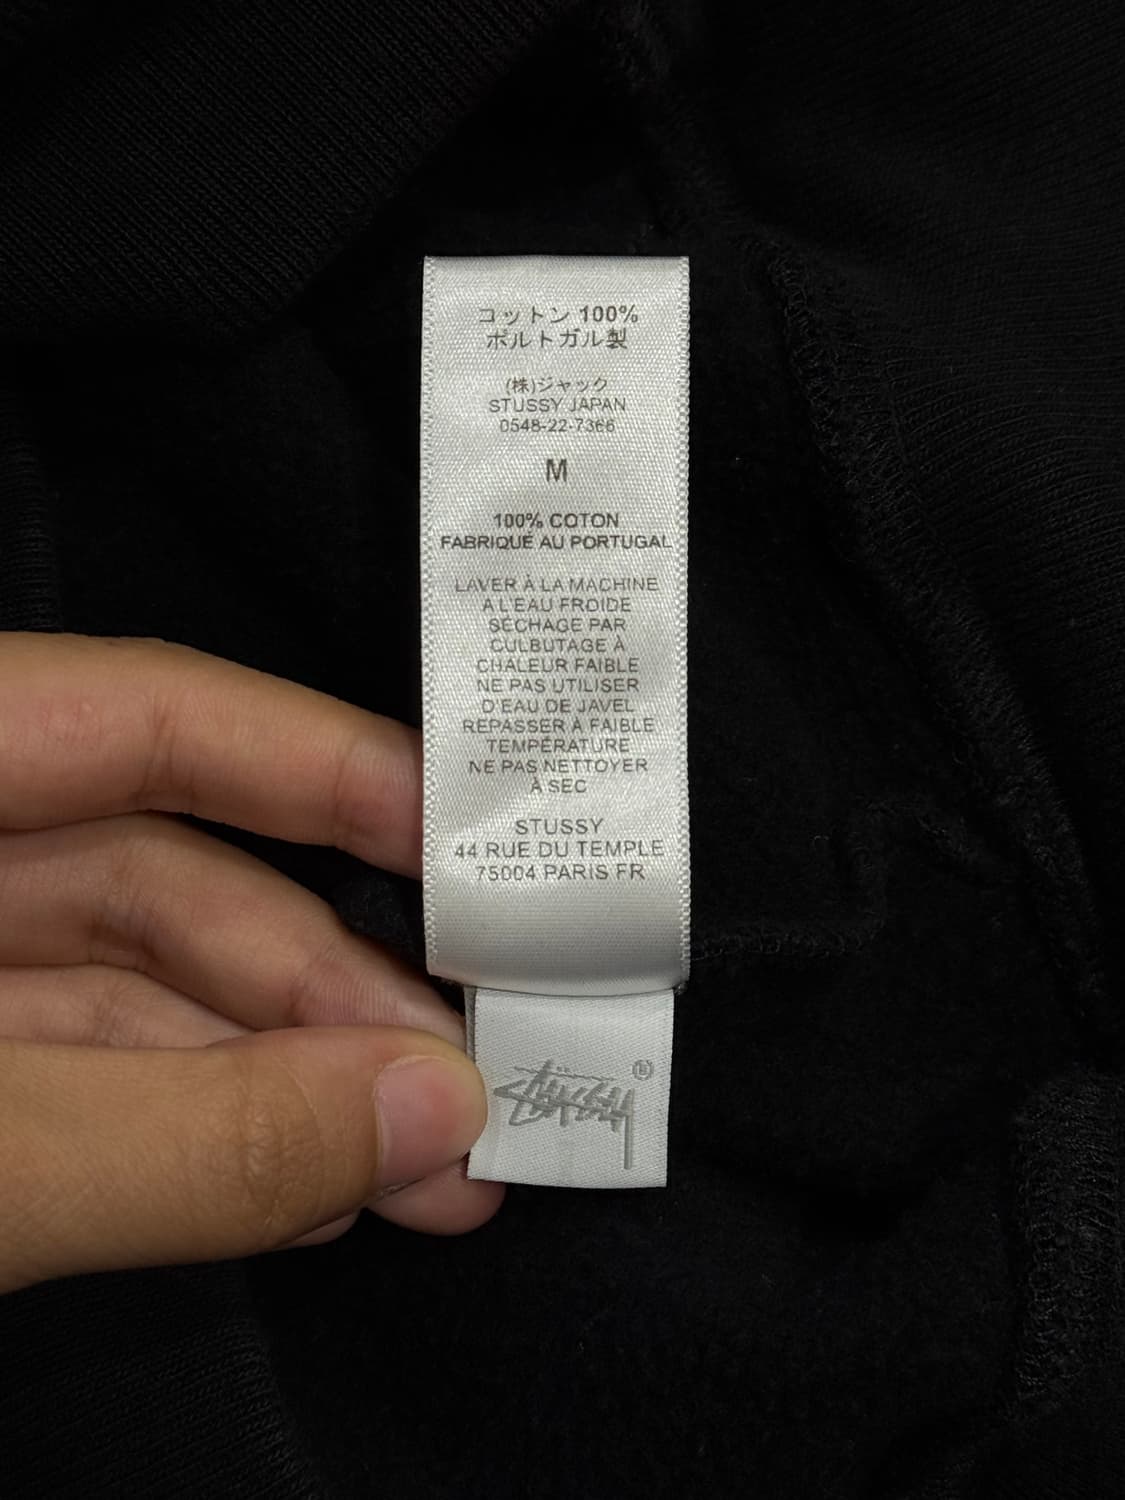 コットン 100%
ポルトガル製
(株)ジャック
STUSSY JAPAN
0548-22-7366
M
100% COTON
FABRIQUE AU PORTUGAL
LAVER À LA MACHINE
A L'EAU FROIDE
SÉCHAGE PAR
CULBUTAGE À
CHALEUR FAIBLE
NE PAS UTILISER
D'EAU DE JAVEL
REPASSER À FAIBLE
TEMPÉRATURE
NE PAS NETTOYER
À SEC
STUSSY
44 RUE DU TEMPLE
75004 PARIS FR
Stüssy